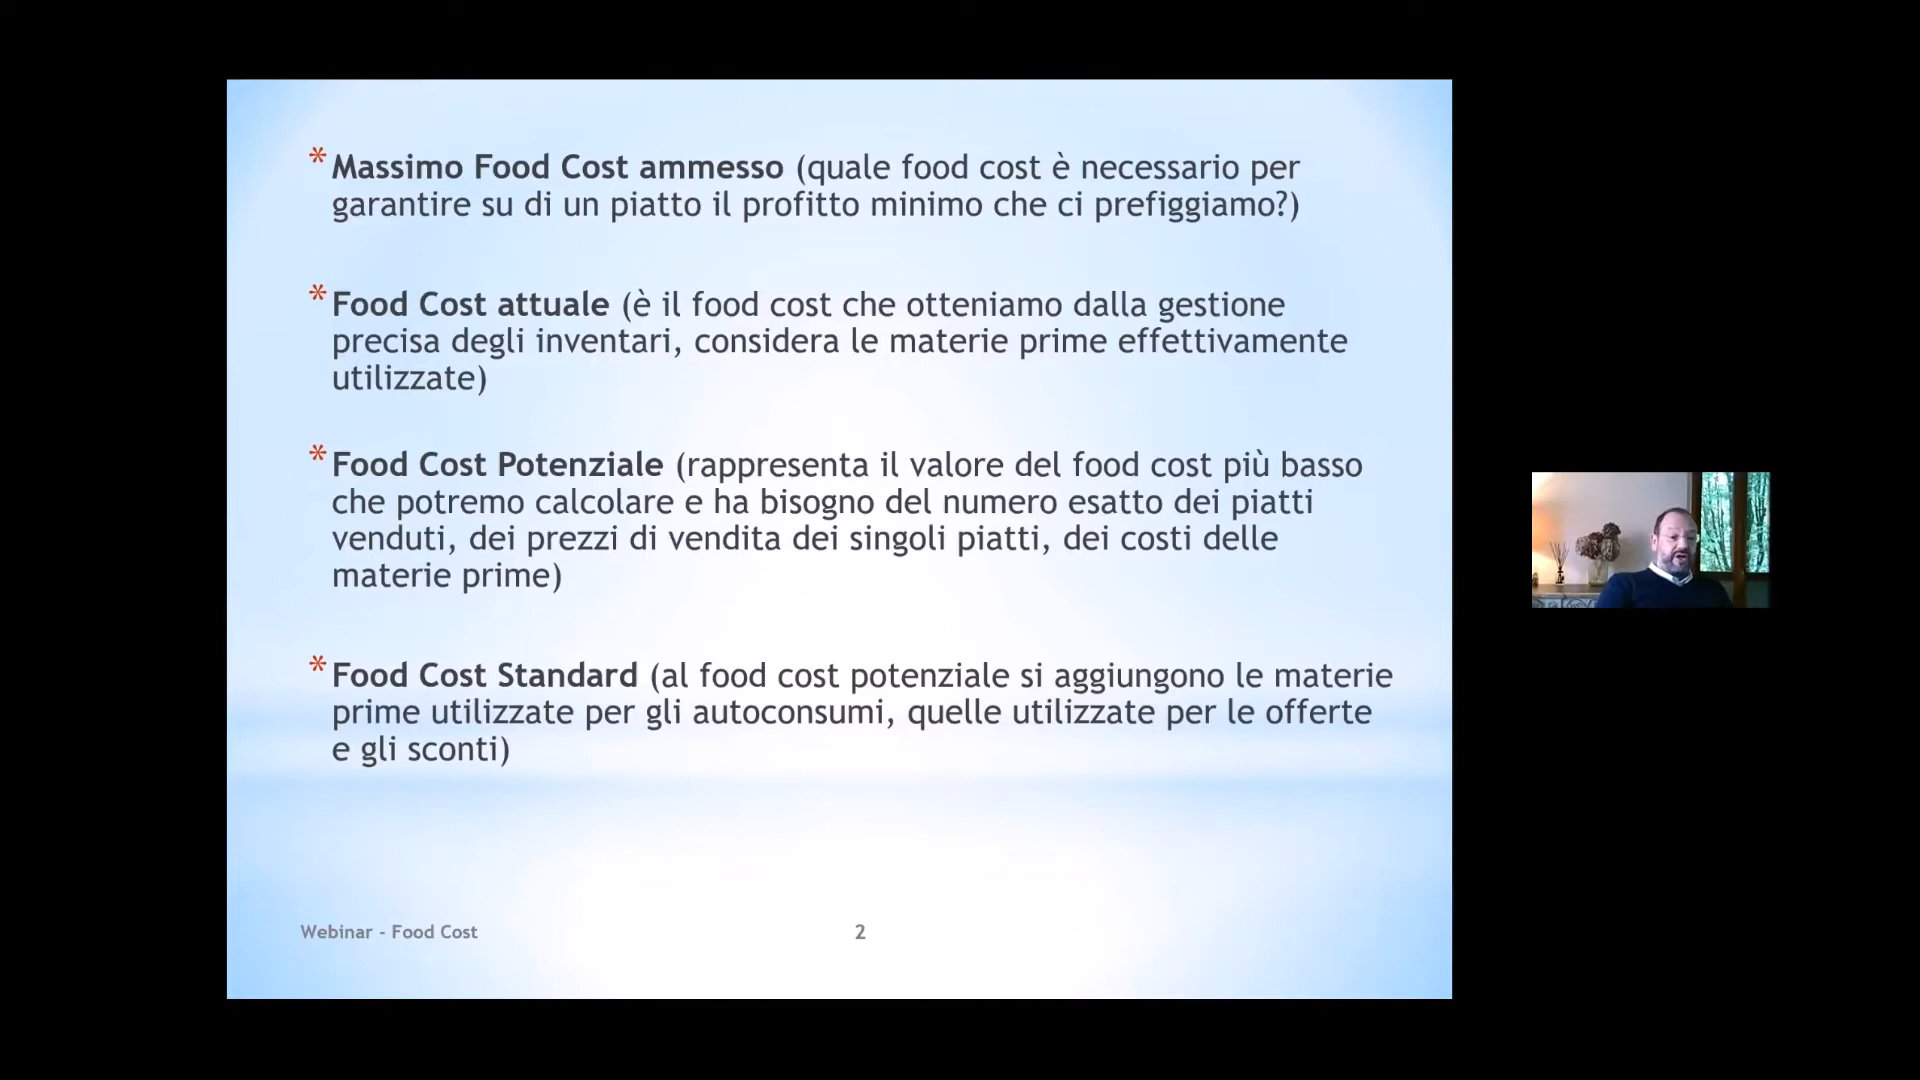 * Massimo Food Cost ammesso (quale food cost è necessario per
garantire su di un piatto il profitto minimo che ci prefiggiamo?)
* Food Cost attuale (è il food cost che otteniamo dalla gestione
precisa degli inventari, considera le materie prime effettivamente
utilizzate)
* Food Cost Potenziale (rappresenta il valore del food cost più basso
che potremo calcolare e ha bisogno del numero esatto dei piatti
venduti, dei prezzi di vendita dei singoli piatti, dei costi delle
materie prime)
* Food Cost Standard (al food cost potenziale si aggiungono le materie
prime utilizzate per gli autoconsumi, quelle utilizzate per le offerte
e gli sconti)
Webinar - Food Cost
2